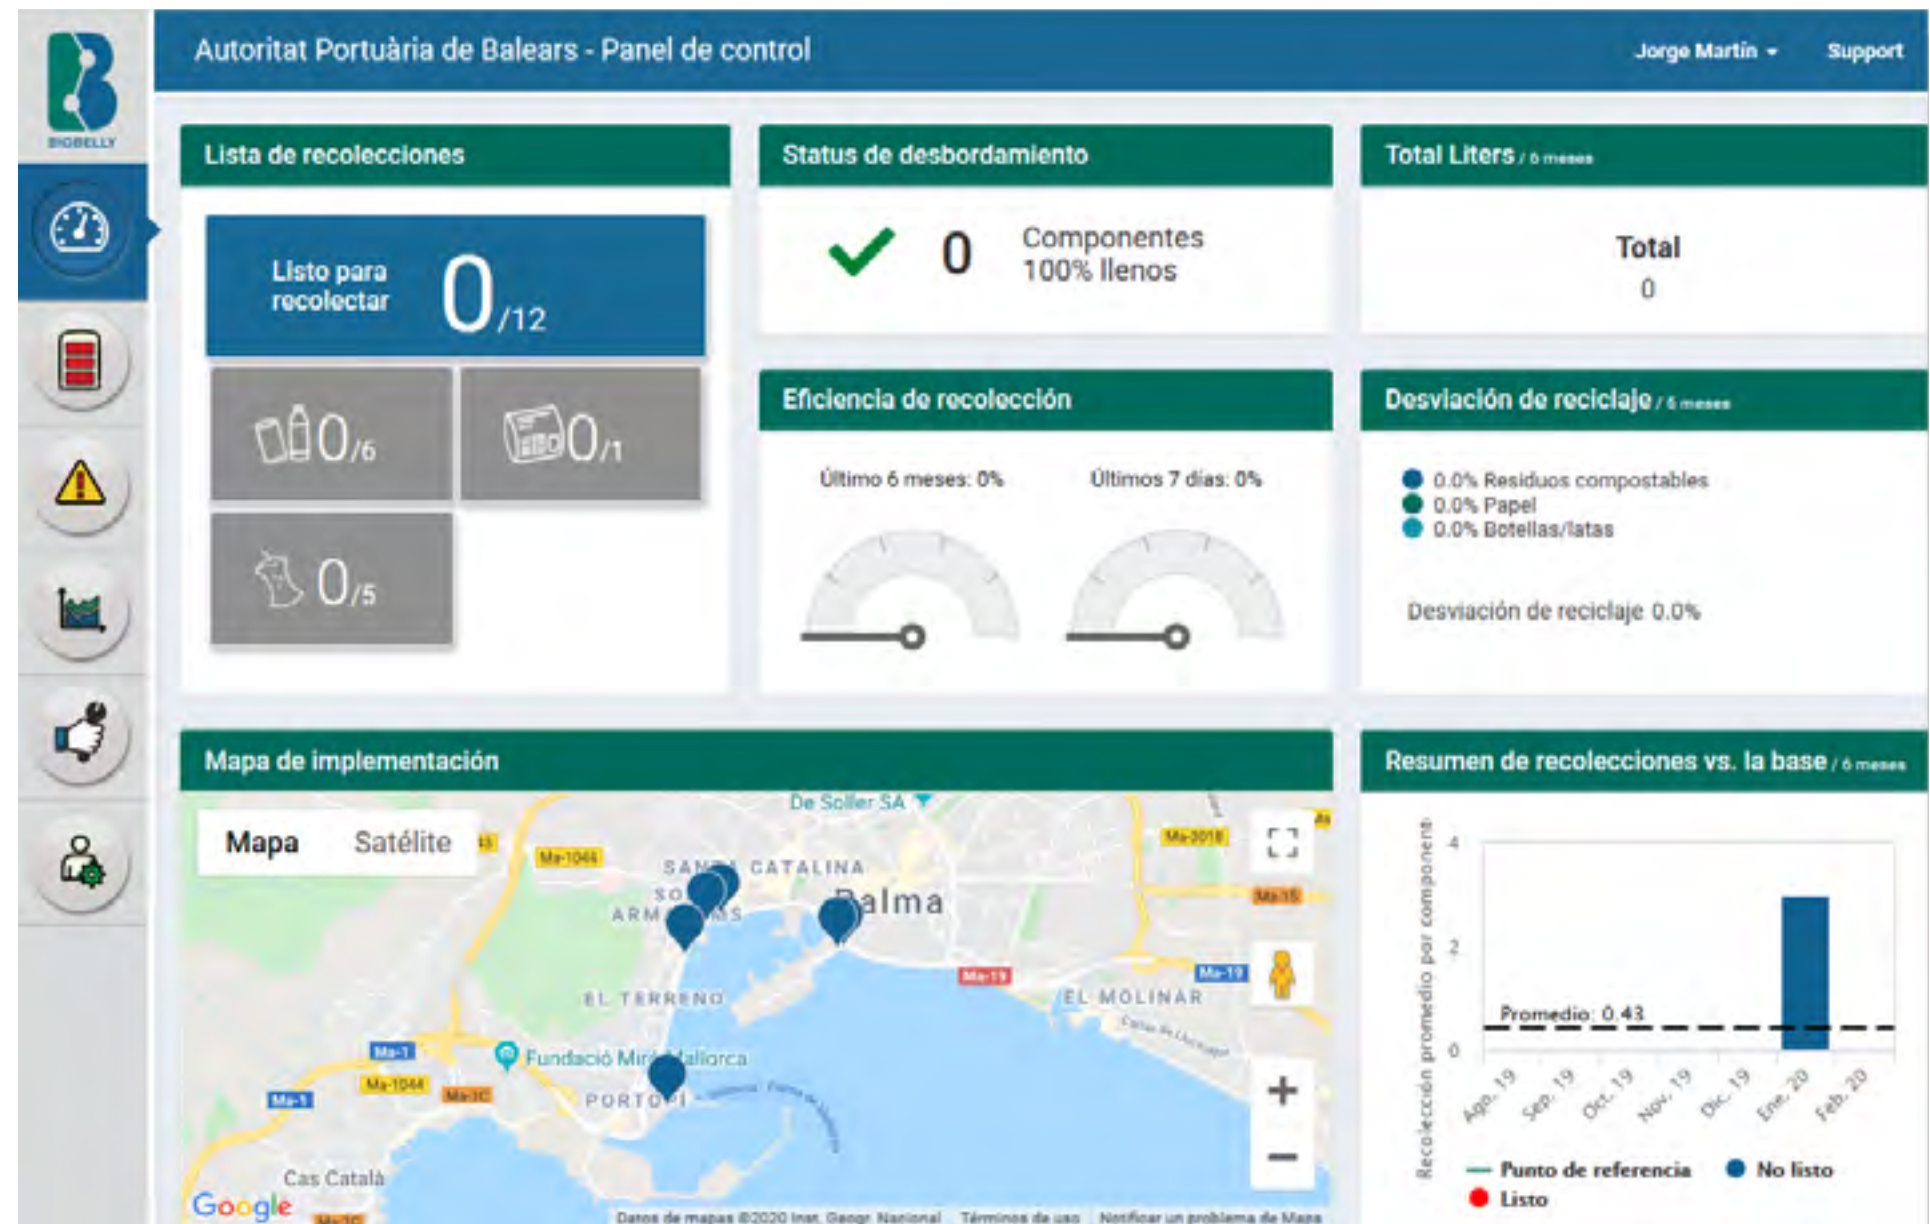 BIGBELLY
Autoritat Portuària de Balears - Panel de control
Jorge Martín
Support
Lista de recolecciones
Listo para
recolectar
0/12
0/6
0/1
0/5
Status de desbordamiento
0
Componentes
100% llenos
Total Liters / 6 meses
Total
0
Eficiencia de recolección
Último 6 meses: 0%
Últimos 7 días: 0%
Desviación de reciclaje / 6 meses
0.0% Residuos compostables
0.0% Papel
0.0% Botellas/latas
Desviación de reciclaje 0.0%
Mapa de implementación
Mapa
Satélite
De Soller SA
Ma-1044
Ma-3018
Ma-15
CATALINA
Palma
Ma-19
Ma-19
EL TERRENO
EL MOLINAR
Ma-1
Fundació Miró Mallorca
Ma-1044
Ma-1C
Ma-1
PORTOPÍ
Cas Català
Google
Datos de mapas ©2020 Inst. Geogr. Nacional
Términos de uso
Notificar un problema de Maps
Resumen de recolecciones vs. la base / 6 meses
Recolección promedio por component
4
2
0
Promedio: 0.43
Ago. 19
Sep. 19
Oct. 19
Nov. 19
Dic. 19
Ene. 20
Feb. 20
Punto de referencia
No listo
Listo